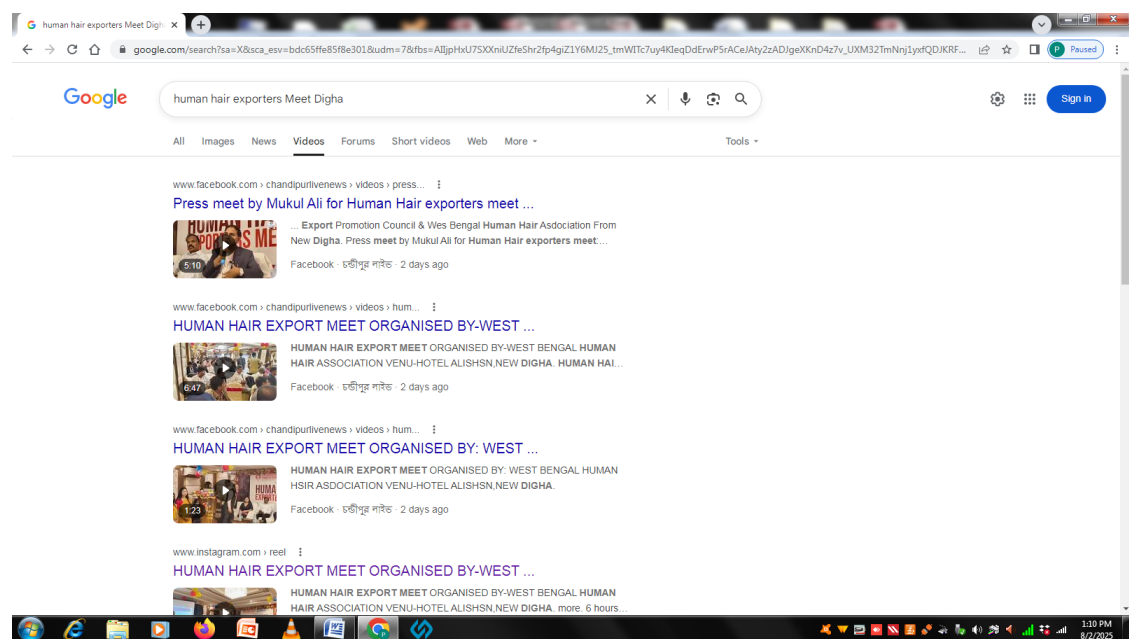 human hair exporters Meet Digh
google.com/search?sa=X&sca_esv=bdc65ffe85f8e301&udm=7&fbs=AIIjpHxU7SXXniUZfeShr2fp4giZ1Y6MJ25_tmWITc7uy4KIeqDdErwP5rACeJAty2zADJgeXKnD4z7v_UXM32TmNnj1yxfQDJKRF...
P Paused
Google
human hair exporters Meet Digha
Sign in
All Images News Videos Forums Short videos Web More Tools
www.facebook.com › chandipurlivenews › videos › press...
Press meet by Mukul Ali for Human Hair exporters meet ...
... Export Promotion Council & Wes Bengal Human Hair Asdociation From
New Digha. Press meet by Mukul Ali for Human Hair exporters meet:...
5:10
Facebook · চন্ডীপুর লাইভ · 2 days ago
www.facebook.com › chandipurlivenews › videos › hum...
HUMAN HAIR EXPORT MEET ORGANISED BY-WEST ...
HUMAN HAIR EXPORT MEET ORGANISED BY-WEST BENGAL HUMAN
HAIR ASSOCIATION VENU-HOTEL ALISHSN,NEW DIGHA. HUMAN HAI...
6:47
Facebook · চন্ডীপুর লাইভ · 2 days ago
www.facebook.com › chandipurlivenews › videos › hum...
HUMAN HAIR EXPORT MEET ORGANISED BY: WEST ...
HUMAN HAIR EXPORT MEET ORGANISED BY: WEST BENGAL HUMAN
HSIR ASDOCIATION VENU-HOTEL ALISHSN,NEW DIGHA.
1:23
Facebook · চন্ডীপুর লাইভ · 2 days ago
www.instagram.com › reel
HUMAN HAIR EXPORT MEET ORGANISED BY-WEST ...
HUMAN HAIR EXPORT MEET ORGANISED BY-WEST BENGAL HUMAN
HAIR ASSOCIATION VENU-HOTEL ALISHSN,NEW DIGHA. more. 6 hours...
1:10 PM
8/2/2025